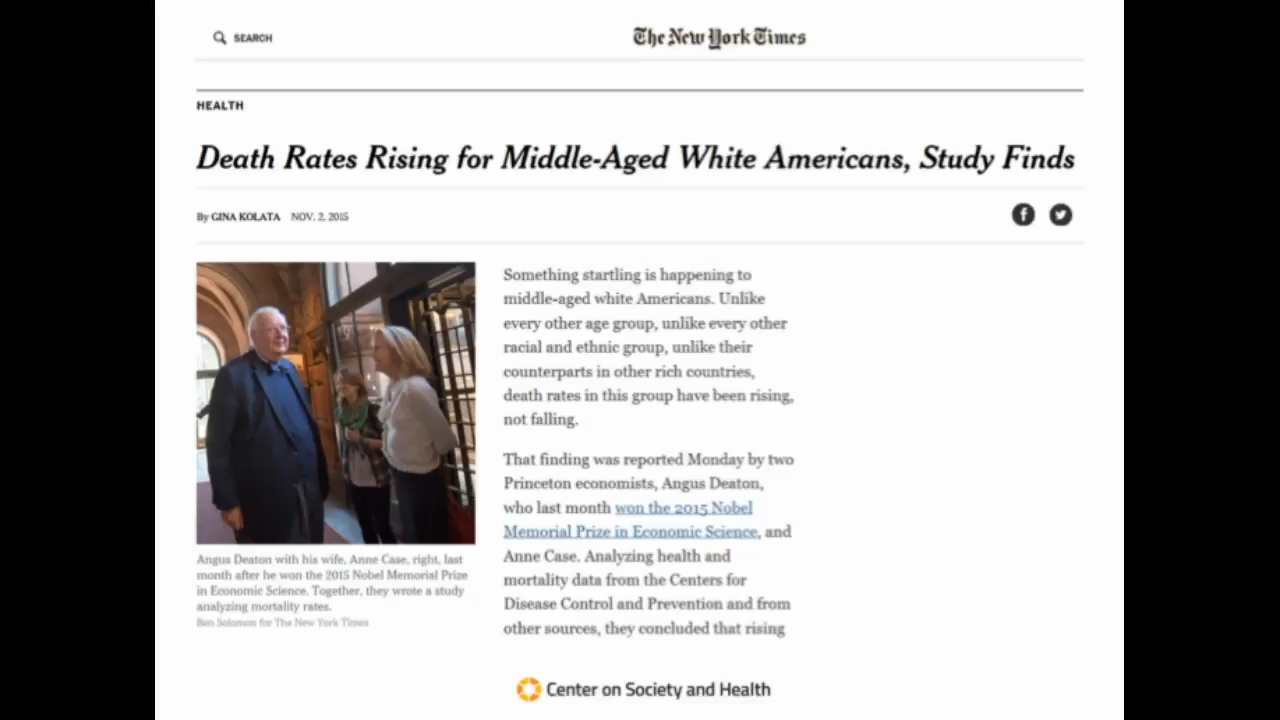 SEARCH
The New York Times
HEALTH
Death Rates Rising for Middle-Aged White Americans, Study Finds
By GINA KOLATA NOV. 2, 2015
Something startling is happening to
middle-aged white Americans. Unlike
every other age group, unlike every other
racial and ethnic group, unlike their
counterparts in other rich countries,
death rates in this group have been rising,
not falling.
That finding was reported Monday by two
Princeton economists, Angus Deaton,
who last month won the 2015 Nobel
Memorial Prize in Economic Science, and
Anne Case. Analyzing health and
mortality data from the Centers for
Disease Control and Prevention and from
other sources, they concluded that rising
Angus Deaton with his wife, Anne Case, right, last
month after he won the 2015 Nobel Memorial Prize
in Economic Science. Together, they wrote a study
analyzing mortality rates.
Ben Solomon for The New York Times
Center on Society and Health